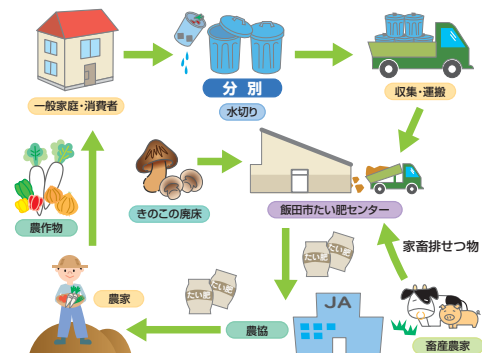 一般家庭・消費者
分別
水切り
収集・運搬
農作物
きのこの廃床
飯田市たい肥センター
たい肥
たい肥
家畜排せつ物
たい肥
たい肥
農家
農協
JA
畜産農家